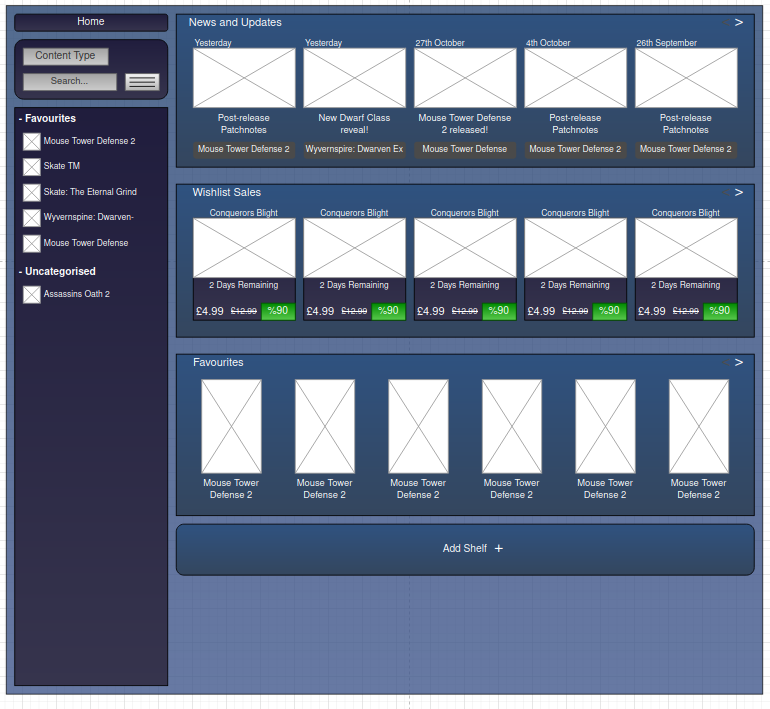 Home
Content Type
Search...
- Favourites
Mouse Tower Defense 2
Skate TM
Skate: The Eternal Grind
Wyvernspire: Dwarven-
Mouse Tower Defense
- Uncategorised
Assassins Oath 2
News and Updates >
Yesterday Yesterday 27th October 4th October 26th September
Post-release New Dwarf Class Mouse Tower Defense Post-release Post-release
Patchnotes reveal! 2 released! Patchnotes Patchnotes
Mouse Tower Defense 2 Wyvernspire: Dwarven Ex Mouse Tower Defense Mouse Tower Defense 2 Mouse Tower Defense 2
Wishlist Sales >
Conquerors Blight Conquerors Blight Conquerors Blight Conquerors Blight Conquerors Blight
2 Days Remaining 2 Days Remaining 2 Days Remaining 2 Days Remaining 2 Days Remaining
£4.99 £12.99 %90 £4.99 £12.99 %90 £4.99 £12.99 %90 £4.99 £12.99 %90 £4.99 £12.99 %90
Favourites >
Mouse Tower Mouse Tower Mouse Tower Mouse Tower Mouse Tower Mouse Tower
Defense 2 Defense 2 Defense 2 Defense 2 Defense 2 Defense 2
Add Shelf +